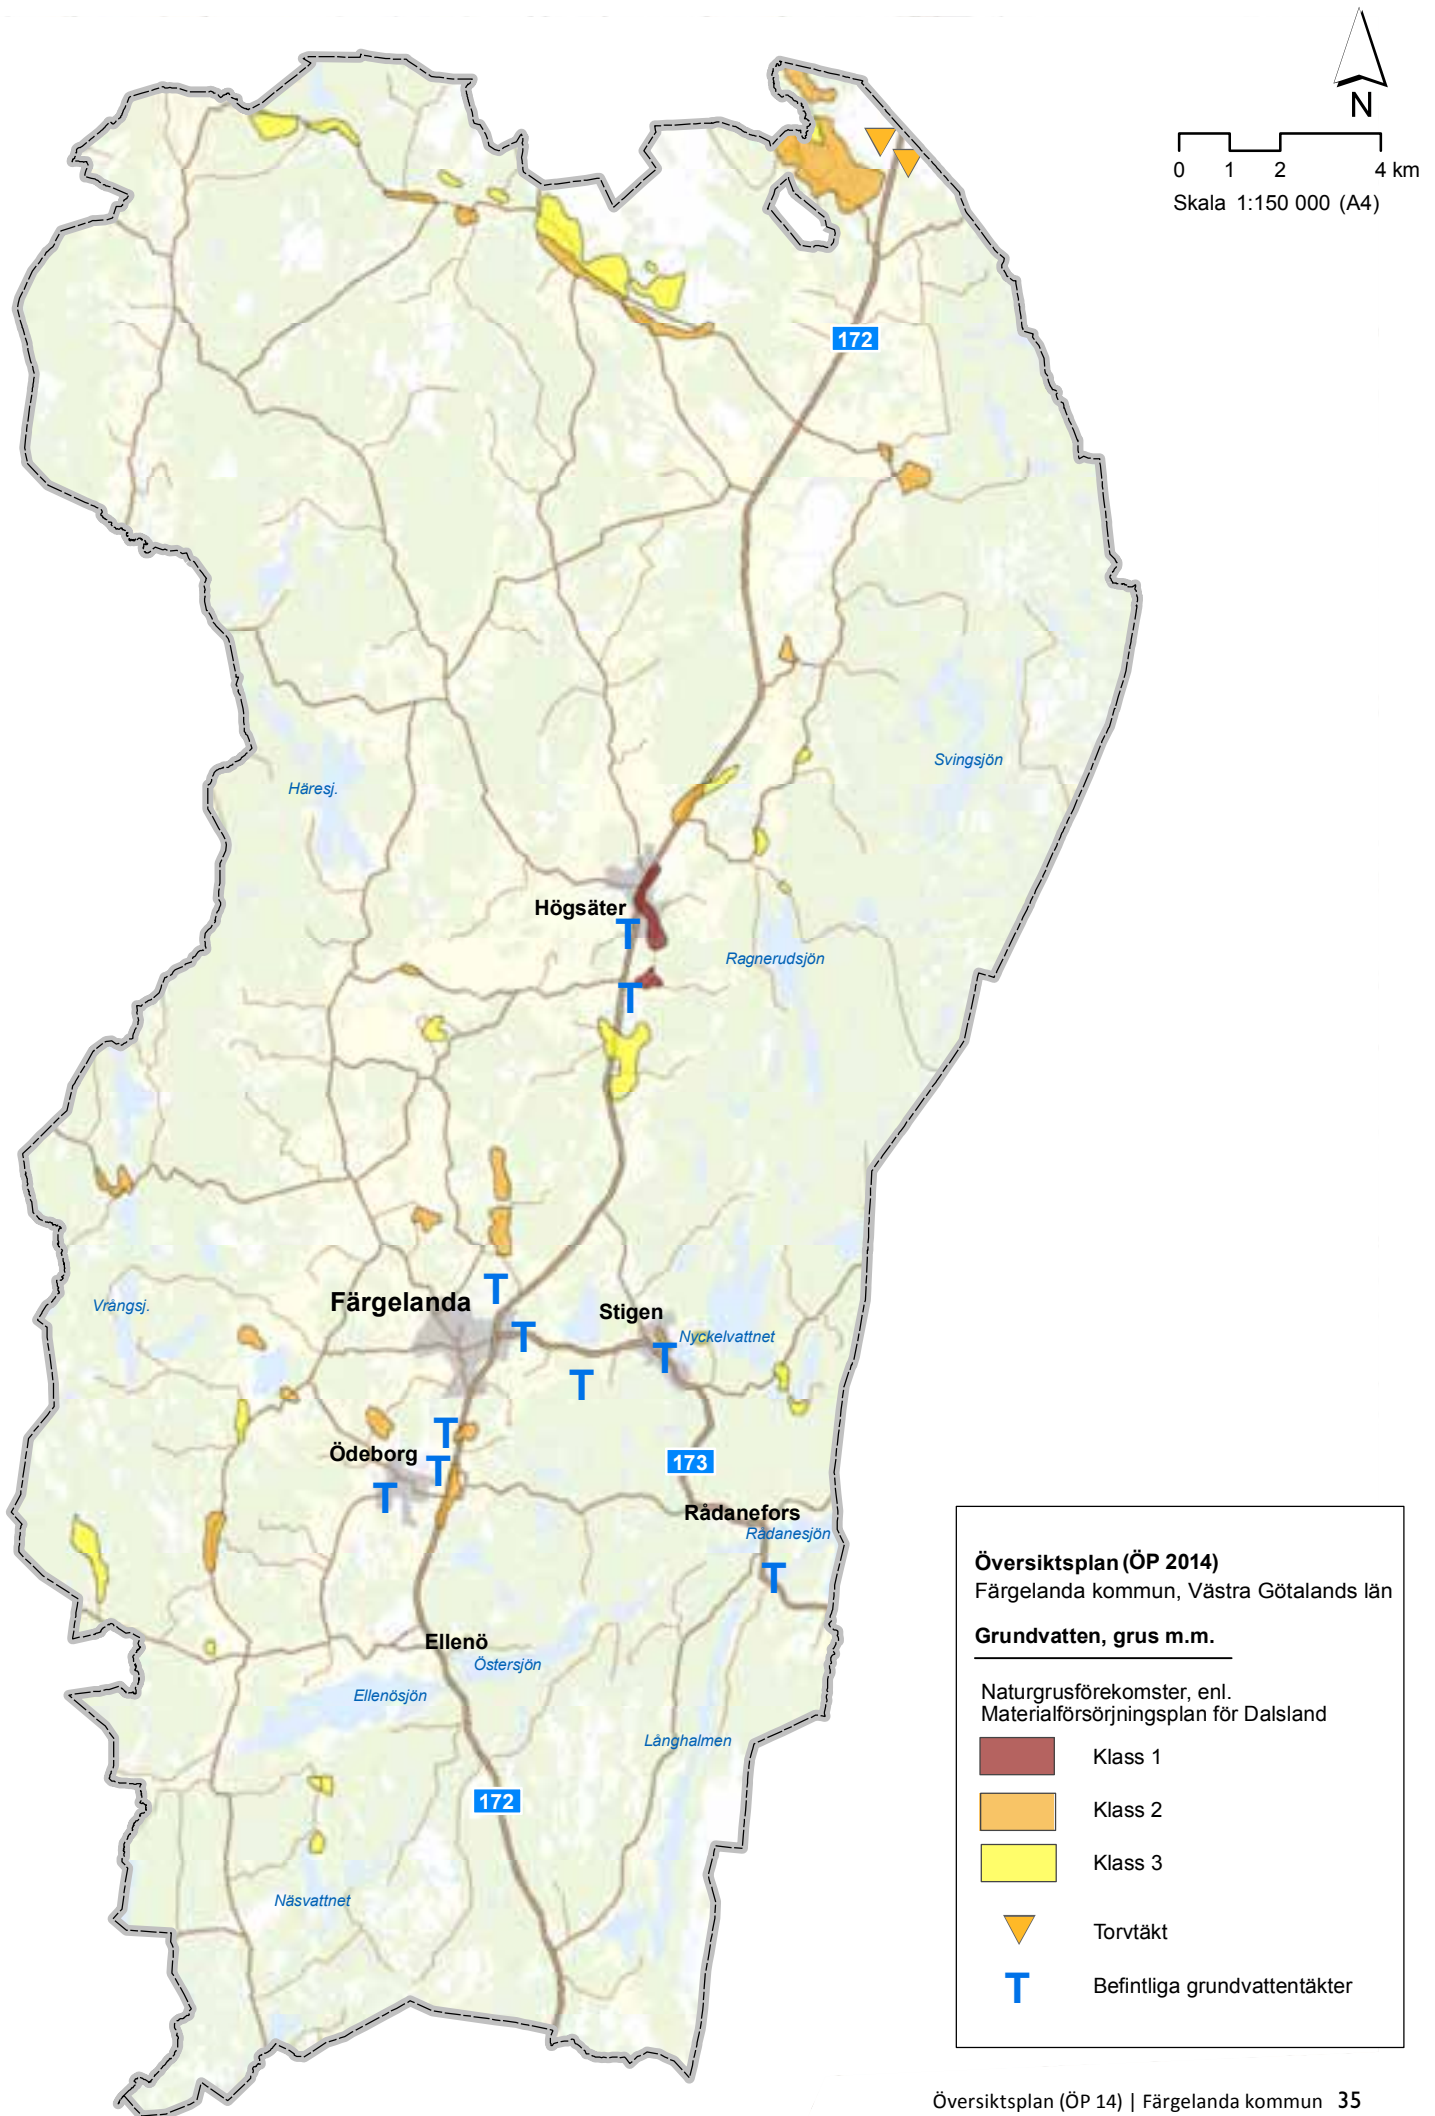 N
0 1 2 4 km
Skala 1:150 000 (A4)
172
Svingsjön
Häresj.
Högsäter
T
Ragnerudsjön
T
T
Färgelanda
Stigen
Vrångsj.
T
Nyckelvattnet
T
T
T
Ödeborg
T
173
T
Rådanefors
Rådanesjön
T
Ellenö
Östersjön
Ellenösjön
Långhalmen
172
Näsvattnet
Översiktsplan (ÖP 2014)
Färgelanda kommun, Västra Götalands län
Grundvatten, grus m.m.
Naturgrusförekomster, enl.
Materialförsörjningsplan för Dalsland
Klass 1
Klass 2
Klass 3
Torvtäkt
T Befintliga grundvattentäkter
Översiktsplan (ÖP 14) | Färgelanda kommun 35